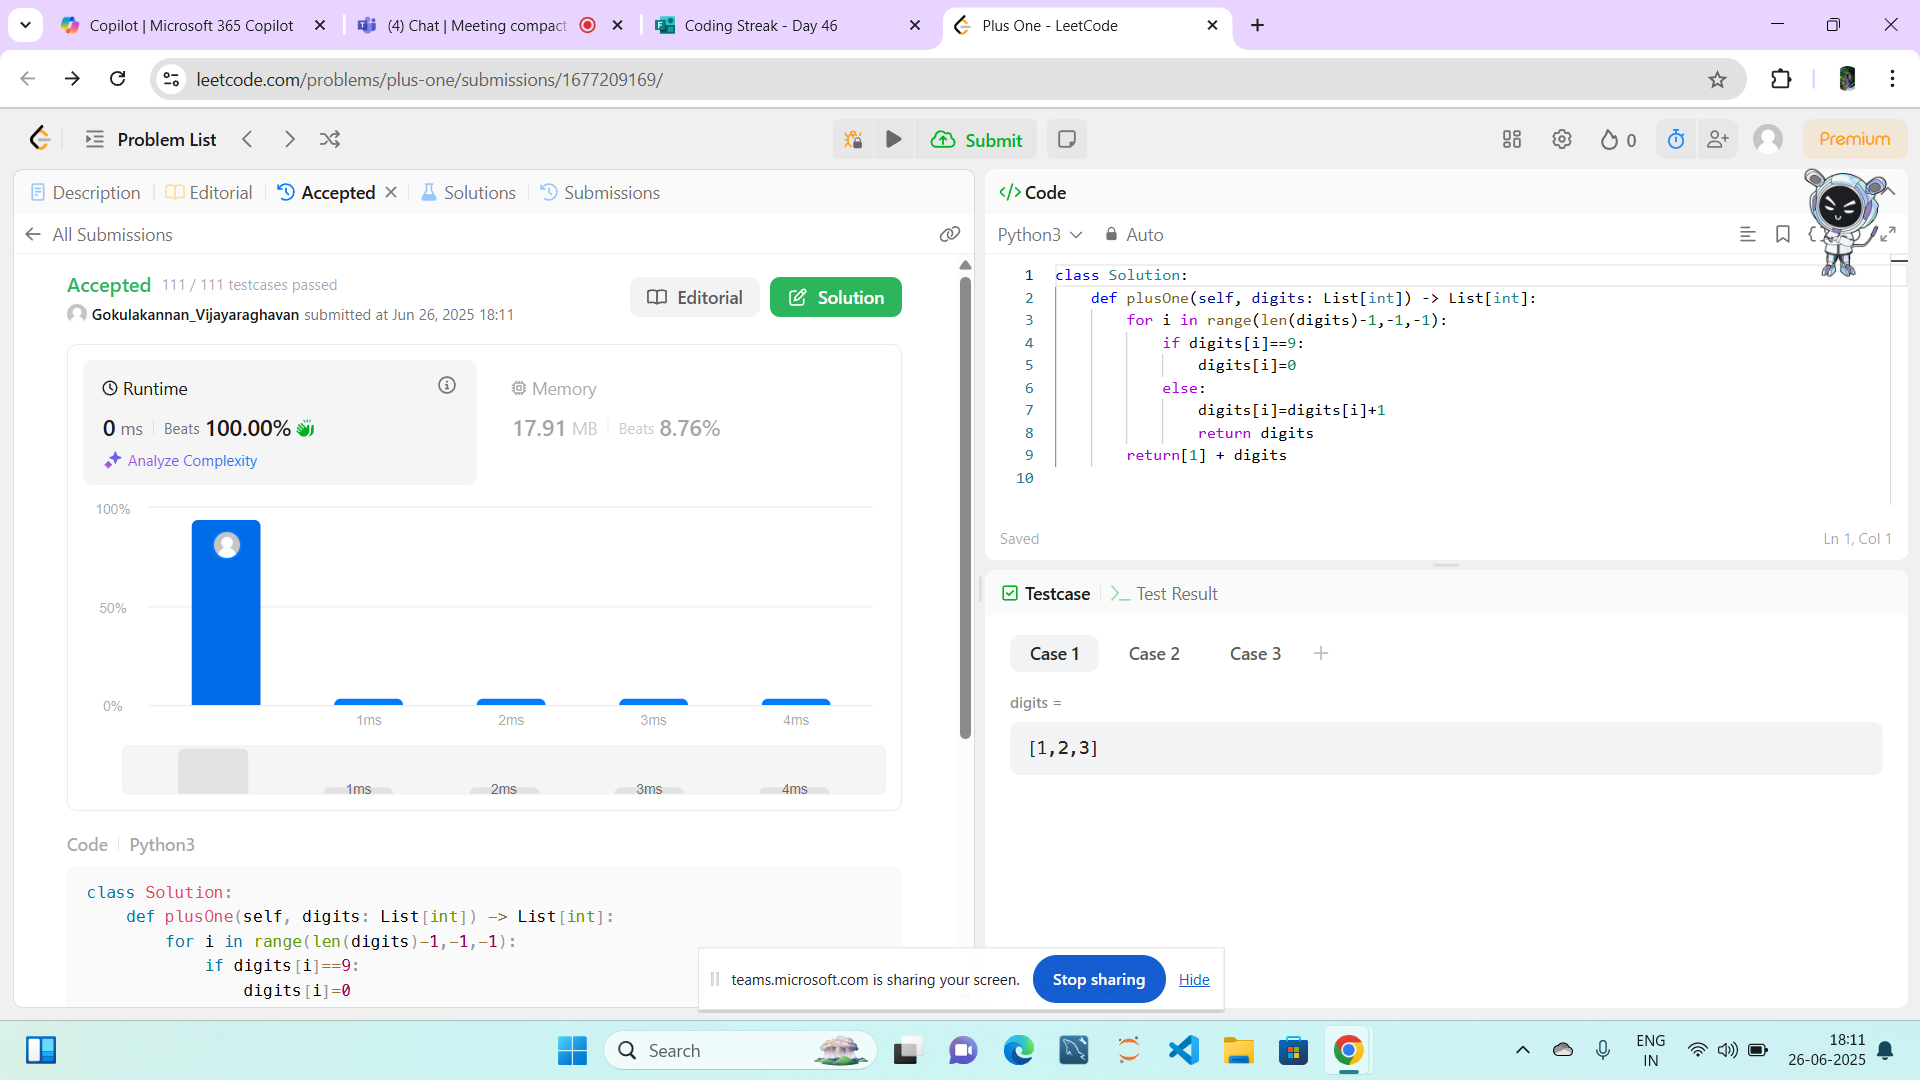 Copilot | Microsoft 365 Copilot
(4) Chat | Meeting compact
Coding Streak - Day 46
Plus One - LeetCode
leetcode.com/problems/plus-one/submissions/1677209169/
Problem List
Submit
0
Premium
Description
Editorial
Accepted
Solutions
Submissions
All Submissions
Accepted 111 / 111 testcases passed
Gokulakannan_Vijayaraghavan submitted at Jun 26, 2025 18:11
Editorial
Solution
Runtime
0 ms Beats 100.00%
Analyze Complexity
Memory
17.91 MB Beats 8.76%
100%
50%
0%
1ms 2ms 3ms 4ms
1ms 2ms 3ms 4ms
Code Python3
class Solution:
def plusOne(self, digits: List[int]) -> List[int]:
for i in range(len(digits)-1,-1,-1):
if digits[i]==9:
digits[i]=0
</> Code
Python3
Auto
1 class Solution:
2 def plusOne(self, digits: List[int]) -> List[int]:
3 for i in range(len(digits)-1,-1,-1):
4 if digits[i]==9:
5 digits[i]=0
6 else:
7 digits[i]=digits[i]+1
8 return digits
9 return[1] + digits
10
Saved
Ln 1, Col 1
Testcase
>_ Test Result
Case 1
Case 2
Case 3
digits =
[1,2,3]
teams.microsoft.com is sharing your screen.
Stop sharing
Hide
Search
ENG
IN
18:11
26-06-2025